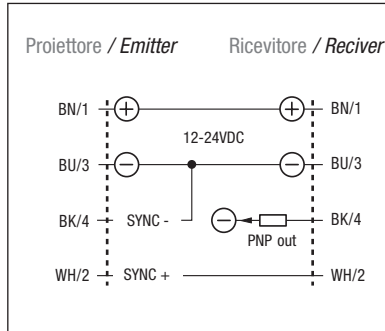 Proiettore / Emitter Ricevitore / Reciver
BN/1 + + BN/1
12-24VDC
BU/3 − − BU/3
BK/4 SYNC - − BK/4
PNP out
WH/2 SYNC + WH/2